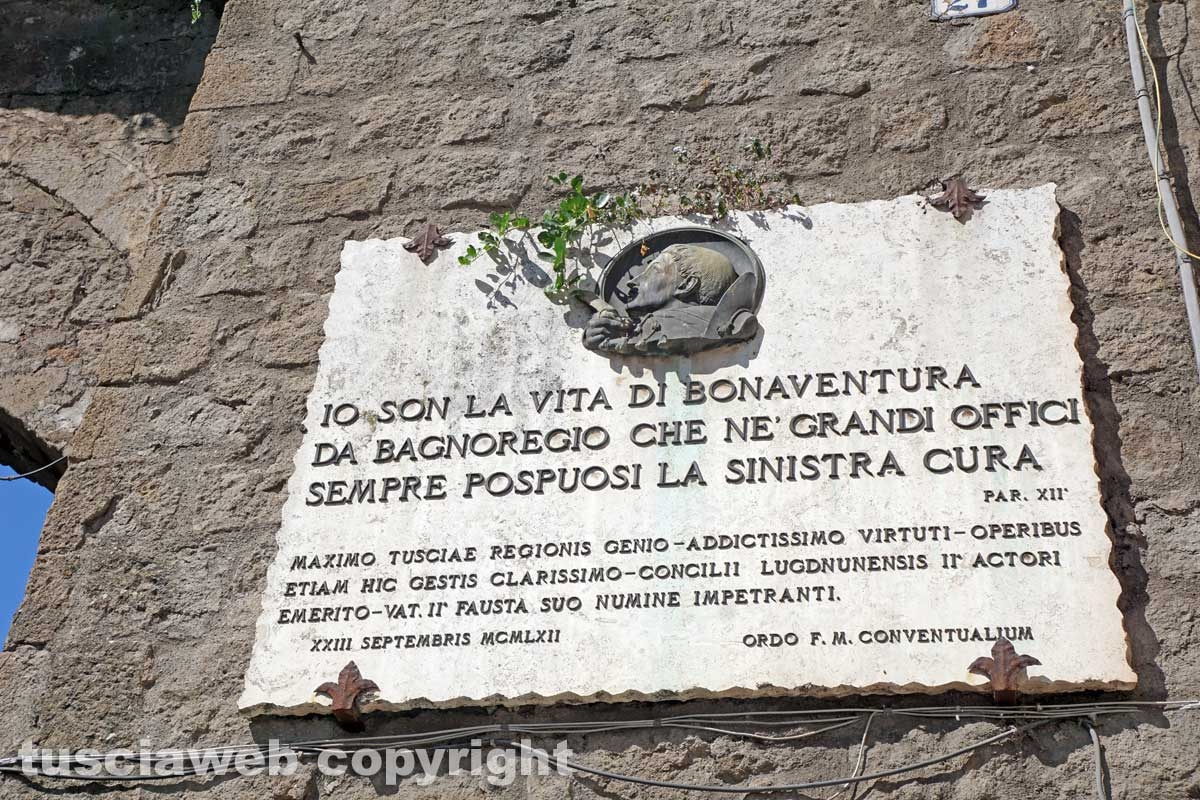 IO SON LA VITA DI BONAVENTURA
DA BAGNOREGIO CHE NE' GRANDI OFFICI
SEMPRE POSPUOSI LA SINISTRA CURA
PAR. XII°
MAXIMO TUSCIAE REGIONIS GENIO-ADDICTISSIMO VIRTUTI-OPERIBUS
ETIAM HIC GESTIS CLARISSIMO-CONCILII LUGDNUNENSIS II° ACTORI
EMERITO-VAT. II° FAUSTA SUO NUMINE IMPETRANTI.
XXIII SEPTEMBRIS MCMLXII
ORDO F. M. CONVENTUALIUM
tusciaweb copyright ©